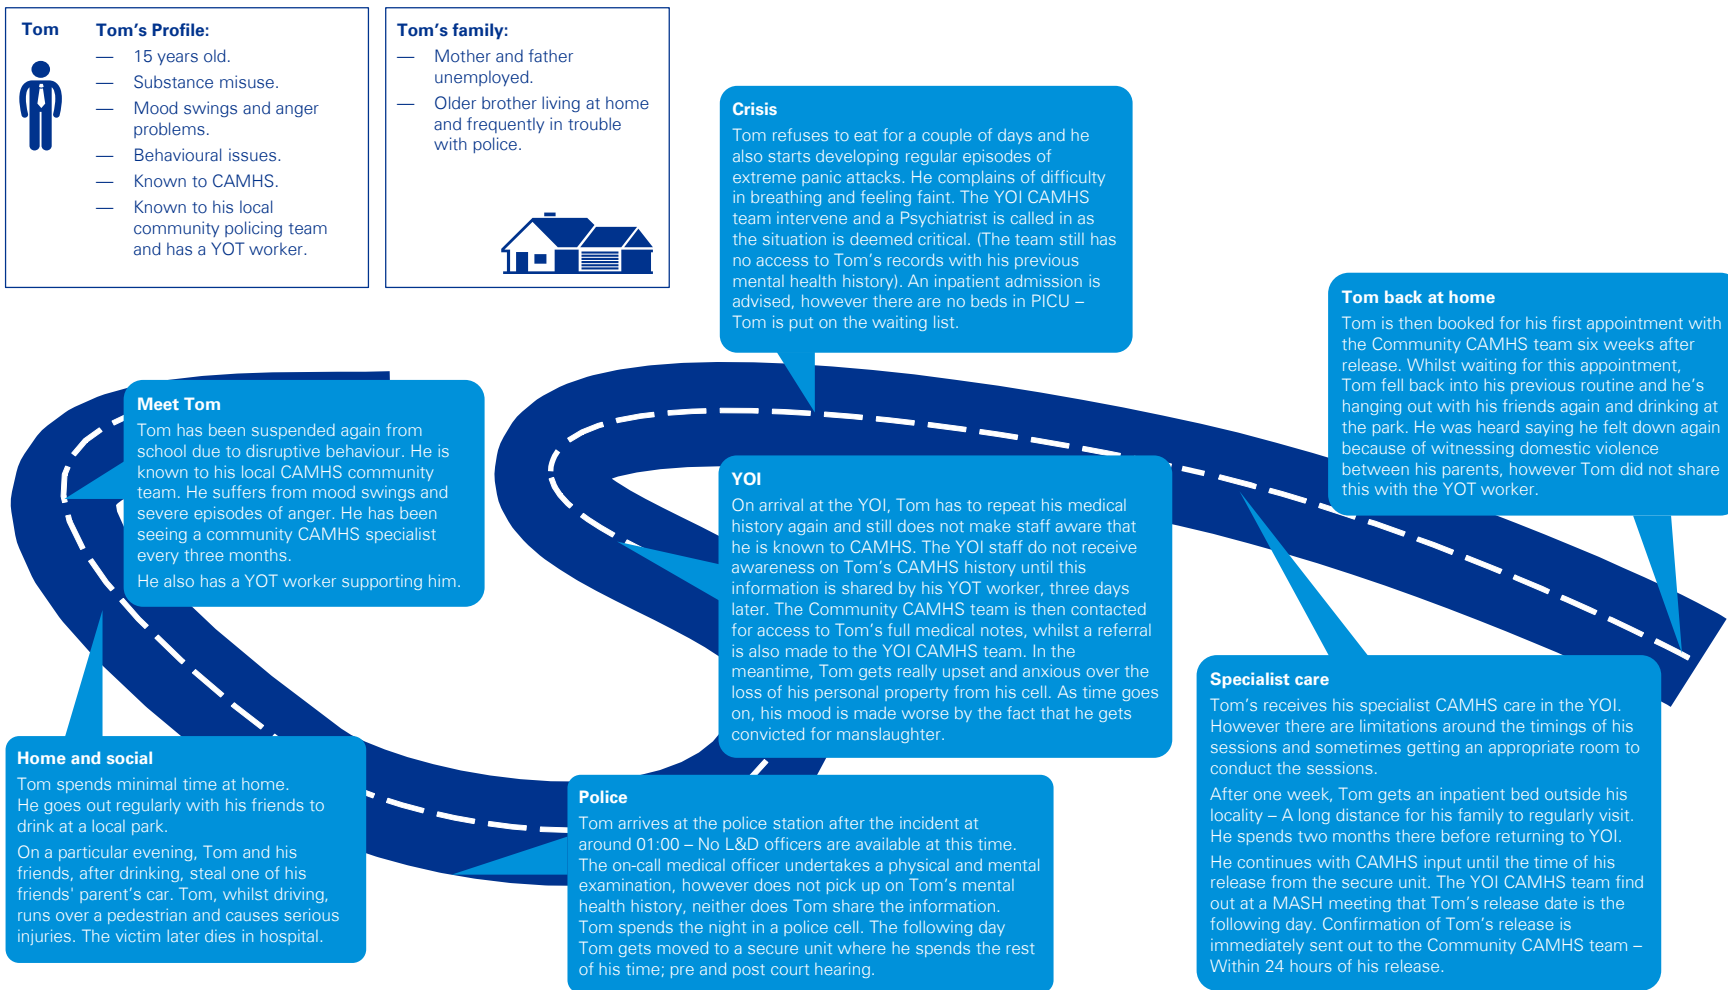 Tom
Tom's Profile:
— 15 years old.
— Substance misuse.
— Mood swings and anger
problems.
— Behavioural issues.
— Known to CAMHS.
— Known to his local
community policing team
and has a YOT worker.
Tom's family:
— Mother and father
unemployed.
— Older brother living at home
and frequently in trouble
with police.
Meet Tom
Tom has been suspended again from
school due to disruptive behaviour. He is
known to his local CAMHS community
team. He suffers from mood swings and
severe episodes of anger. He has been
seeing a community CAMHS specialist
every three months.
He also has a YOT worker supporting him.
Home and social
Tom spends minimal time at home.
He goes out regularly with his friends to
drink at a local park.
On a particular evening, Tom and his
friends, after drinking, steal one of his
friends' parent's car. Tom, whilst driving,
runs over a pedestrian and causes serious
injuries. The victim later dies in hospital.
Police
Tom arrives at the police station after the incident at
around 01:00 – No L&D officers are available at this time.
The on-call medical officer undertakes a physical and mental
examination, however does not pick up on Tom's mental
health history, neither does Tom share the information.
Tom spends the night in a police cell. The following day
Tom gets moved to a secure unit where he spends the rest
of his time; pre and post court hearing.
YOI
On arrival at the YOI, Tom has to repeat his medical
history again and still does not make staff aware that
he is known to CAMHS. The YOI staff do not receive
awareness on Tom's CAMHS history until this
information is shared by his YOT worker, three days
later. The Community CAMHS team is then contacted
for access to Tom's full medical notes, whilst a referral
is also made to the YOI CAMHS team. In the
meantime, Tom gets really upset and anxious over the
loss of his personal property from his cell. As time goes
on, his mood is made worse by the fact that he gets
convicted for manslaughter.
Crisis
Tom refuses to eat for a couple of days and he
also starts developing regular episodes of
extreme panic attacks. He complains of difficulty
in breathing and feeling faint. The YOI CAMHS
team intervene and a Psychiatrist is called in as
the situation is deemed critical. (The team still has
no access to Tom's records with his previous
mental health history). An inpatient admission is
advised, however there are no beds in PICU –
Tom is put on the waiting list.
Specialist care
Tom's receives his specialist CAMHS care in the YOI.
However there are limitations around the timings of his
sessions and sometimes getting an appropriate room to
conduct the sessions.
After one week, Tom gets an inpatient bed outside his
locality – A long distance for his family to regularly visit.
He spends two months there before returning to YOI.
He continues with CAMHS input until the time of his
release from the secure unit. The YOI CAMHS team find
out at a MASH meeting that Tom's release date is the
following day. Confirmation of Tom's release is
immediately sent out to the Community CAMHS team –
Within 24 hours of his release.
Tom back at home
Tom is then booked for his first appointment with
the Community CAMHS team six weeks after
release. Whilst waiting for this appointment,
Tom fell back into his previous routine and he's
hanging out with his friends again and drinking at
the park. He was heard saying he felt down again
because of witnessing domestic violence
between his parents, however Tom did not share
this with the YOT worker.